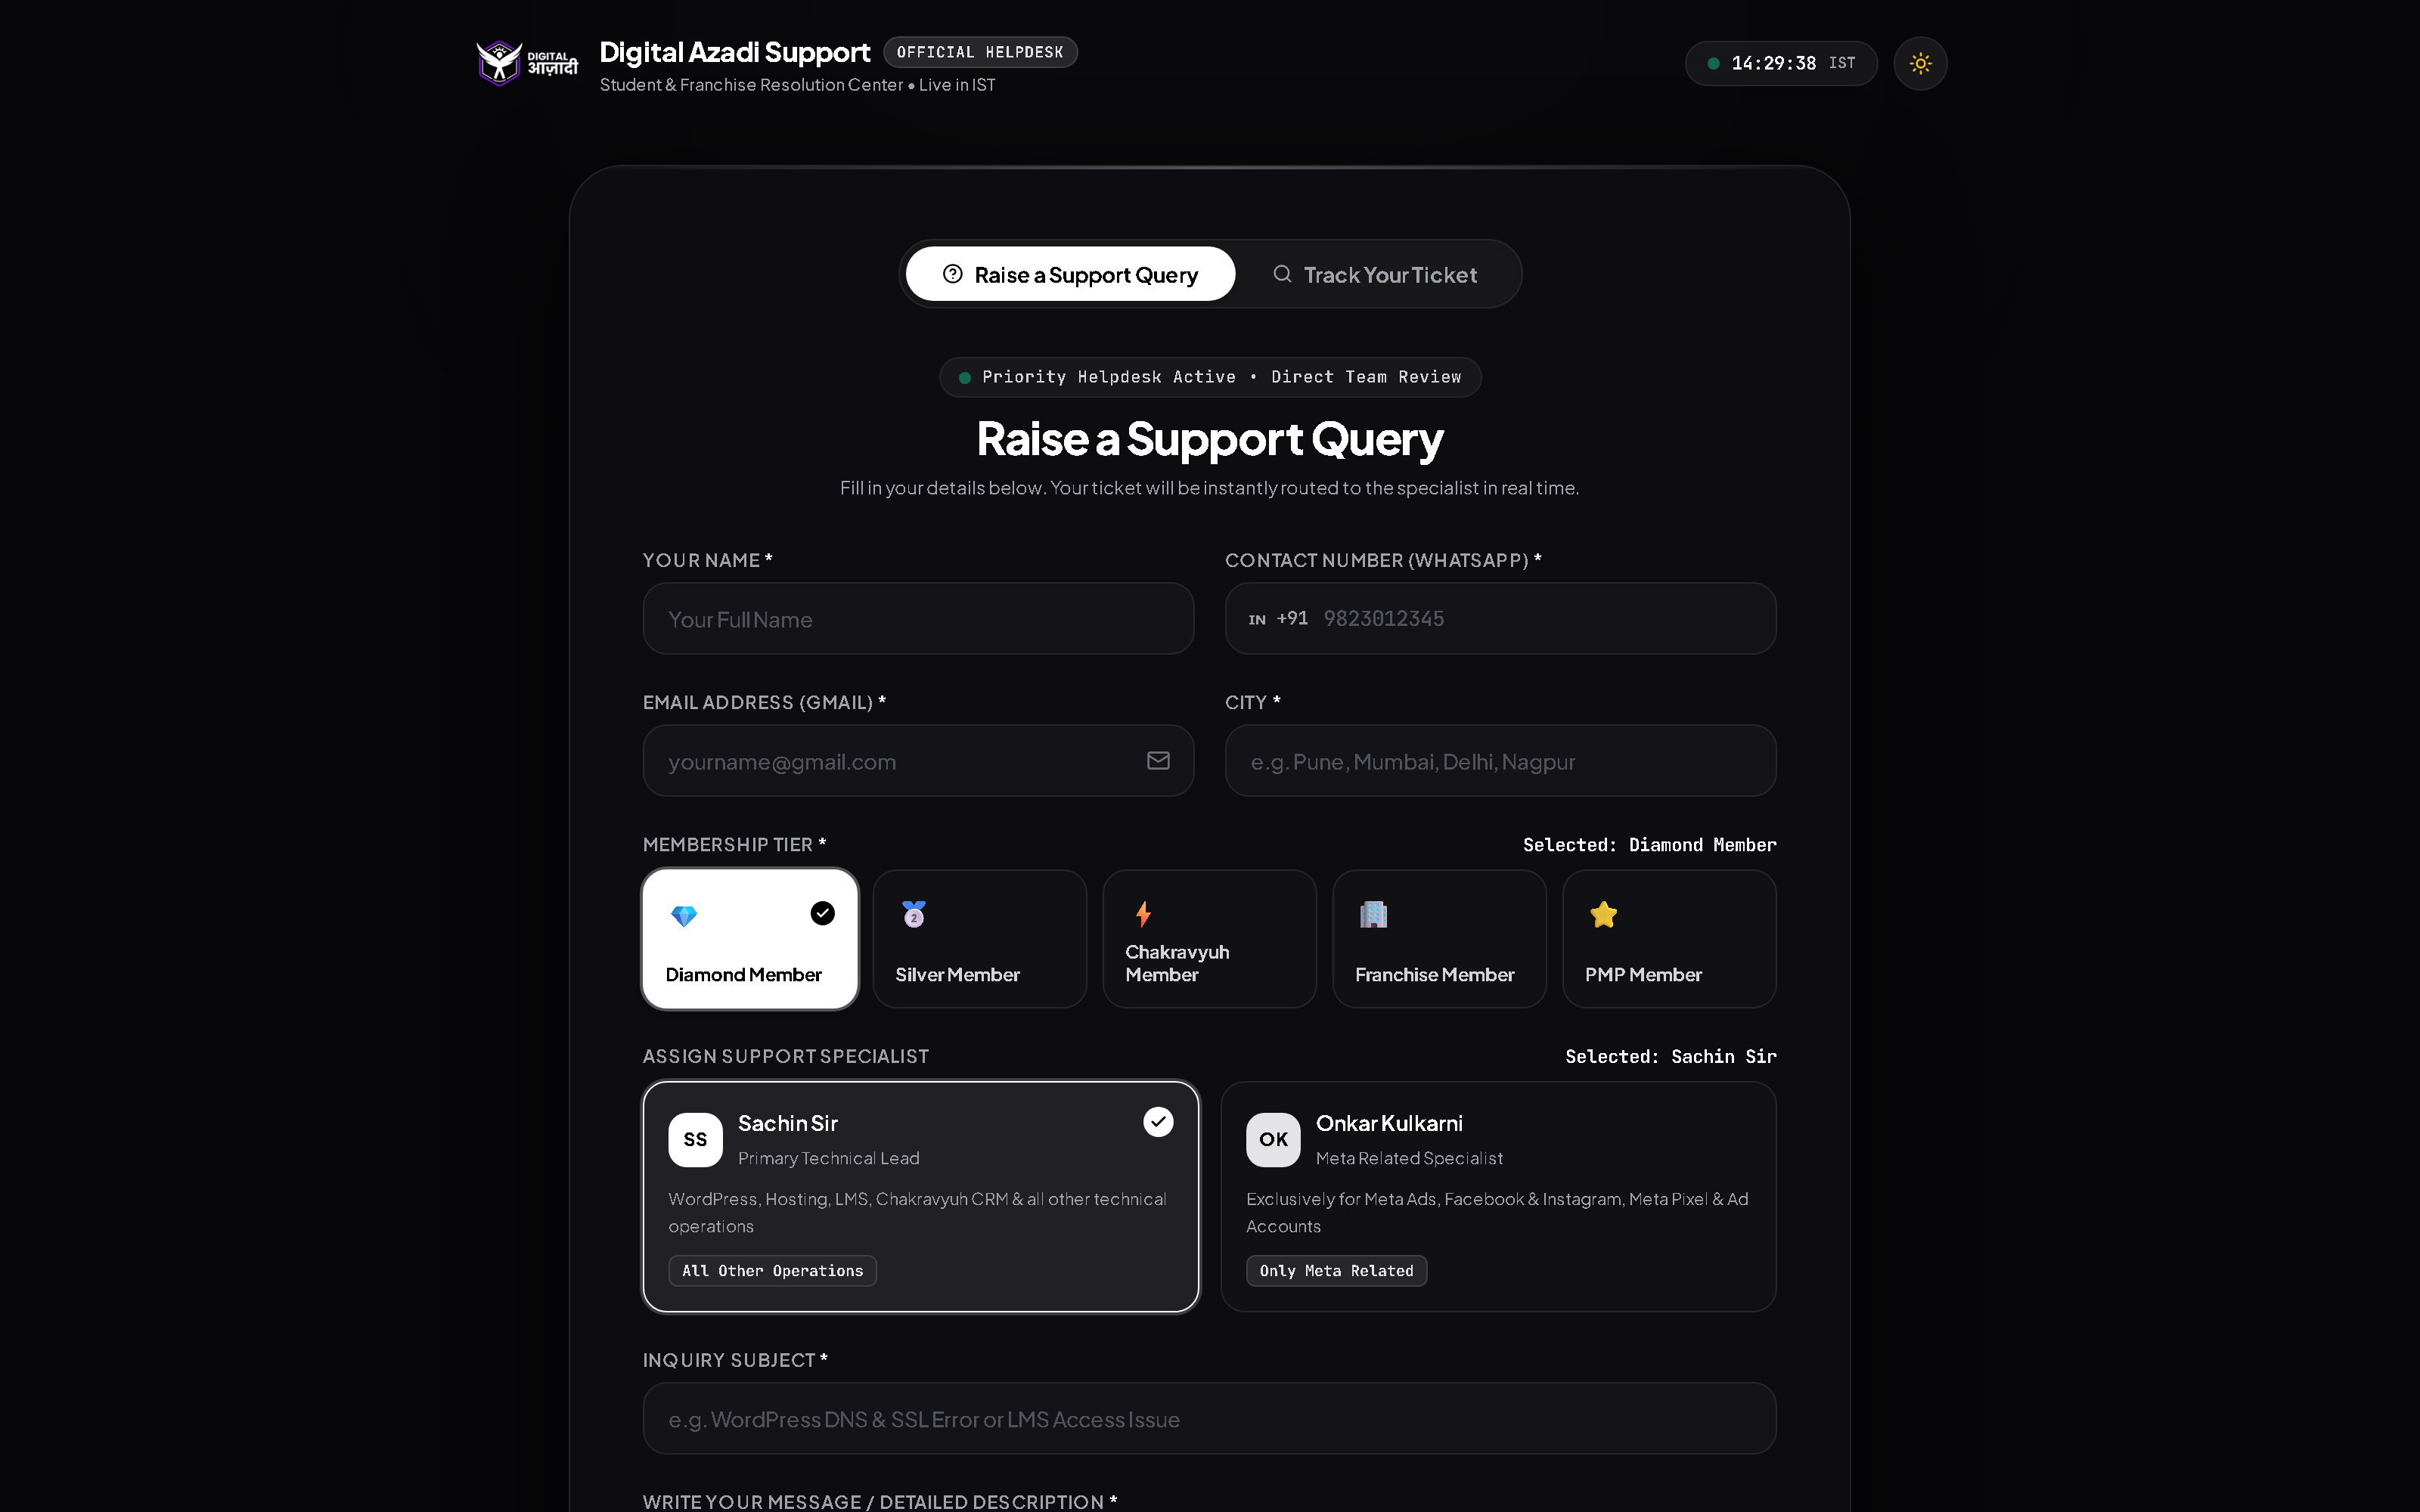 DIGITAL
आज़ादी
Digital Azadi Support OFFICIAL HELPDESK
Student & Franchise Resolution Center • Live in IST
14:29:38 IST
Raise a Support Query
Track Your Ticket
Priority Helpdesk Active • Direct Team Review
Raise a Support Query
Fill in your details below. Your ticket will be instantly routed to the specialist in real time.
YOUR NAME *
Your Full Name
CONTACT NUMBER (WHATSAPP) *
IN +91 9823012345
EMAIL ADDRESS (GMAIL) *
yourname@gmail.com
CITY *
e.g. Pune, Mumbai, Delhi, Nagpur
MEMBERSHIP TIER *
Selected: Diamond Member
Diamond Member
2
Silver Member
Chakravyuh
Member
Franchise Member
PMP Member
ASSIGN SUPPORT SPECIALIST
Selected: Sachin Sir
SS
Sachin Sir
Primary Technical Lead
WordPress, Hosting, LMS, Chakravyuh CRM & all other technical
operations
All Other Operations
OK
Onkar Kulkarni
Meta Related Specialist
Exclusively for Meta Ads, Facebook & Instagram, Meta Pixel & Ad
Accounts
Only Meta Related
INQUIRY SUBJECT *
e.g. WordPress DNS & SSL Error or LMS Access Issue
WRITE YOUR MESSAGE / DETAILED DESCRIPTION *